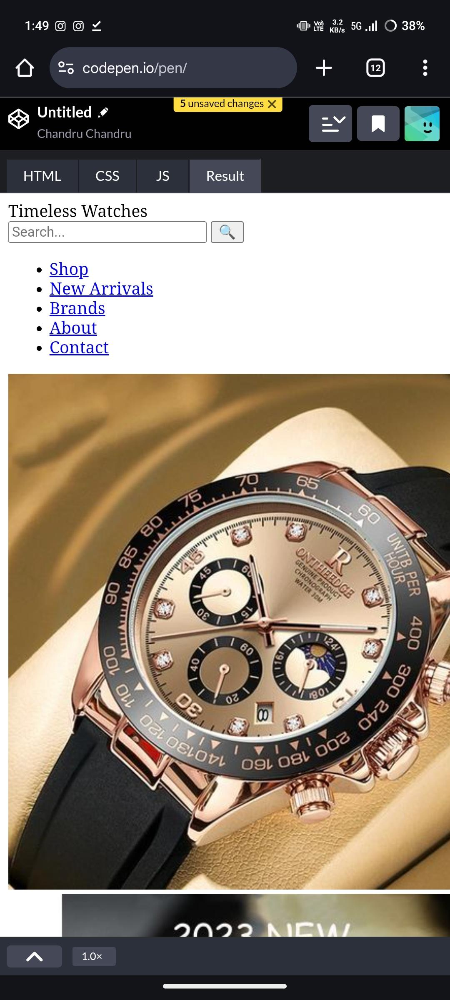 1:49
VoLTE 3.2 KB/s 5G 38%
codepen.io/pen/
12
5 unsaved changes
Untitled
Chandru Chandru
HTML CSS JS Result
Timeless Watches
Search...
Shop
New Arrivals
Brands
About
Contact
70 65
75 60
80
85
90
100
110
120
130
140
160
180
200
240
300
400
UNITB PER
HOUR
R
ONTHEEDGE
GENUINE PRODUCT
CHRONOGRAPH
WATER 30M
45
45 60
30 15
60
40
20
24
16
08
30
8
2023 NEW
1.0×